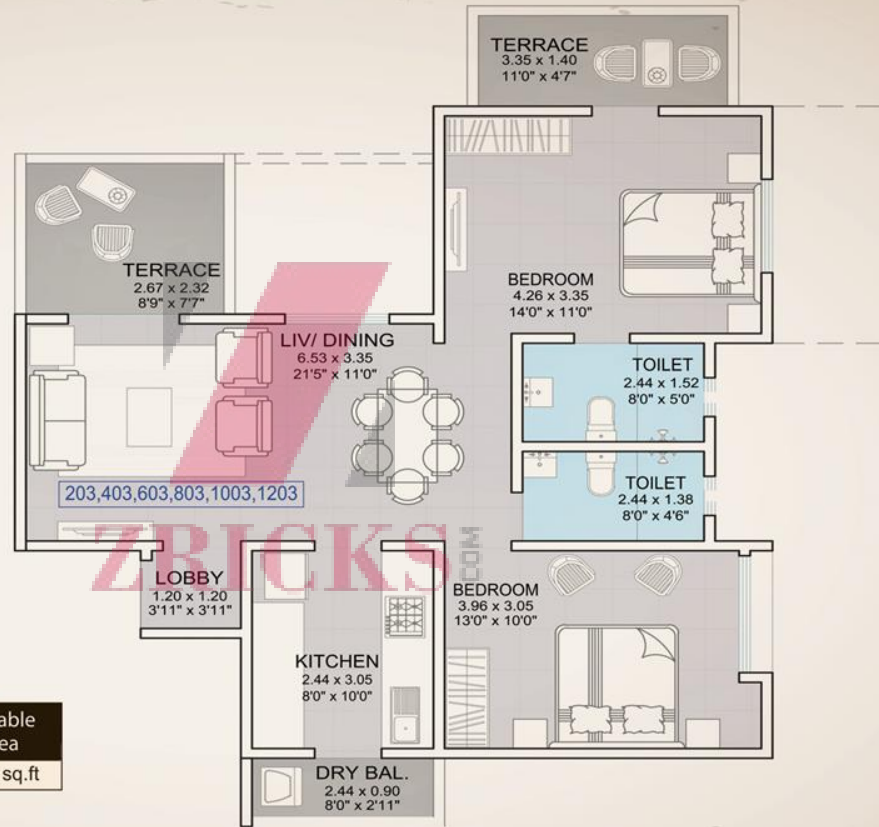 TERRACE
3.35 x 1.40
11'0" x 4'7"
TERRACE
2.67 x 2.32
8'9" x 7'7"
BEDROOM
4.26 x 3.35
14'0" x 11'0"
LIV/ DINING
6.53 x 3.35
21'5" x 11'0"
TOILET
2.44 x 1.52
8'0" x 5'0"
203,403,603,803,1003,1203
TOILET
2.44 x 1.38
8'0" x 4'6"
ZRICKS.COM
LOBBY
1.20 x 1.20
3'11" x 3'11"
BEDROOM
3.96 x 3.05
13'0" x 10'0"
KITCHEN
2.44 x 3.05
8'0" x 10'0"
able
ea
sq.ft
DRY BAL.
2.44 x 0.90
8'0" x 2'11"